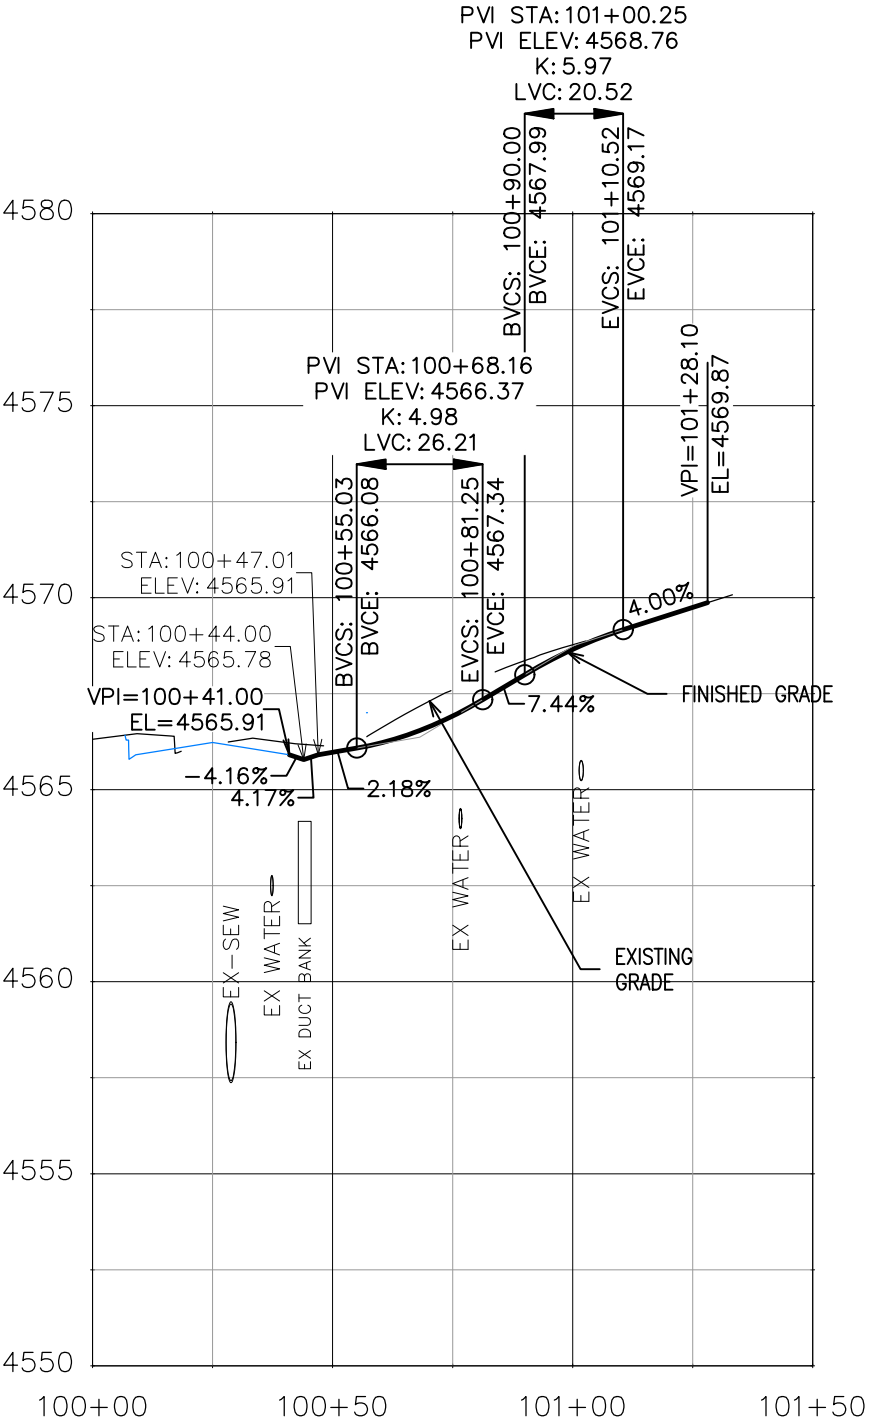 PVI STA: 101+00.25
PVI ELEV: 4568.76
K: 5.97
LVC: 20.52
BVCS: 100+90.00
BVCE: 4567.99
EVCS: 101+10.52
EVCE: 4569.17
4580
PVI STA: 100+68.16
PVI ELEV: 4566.37
K: 4.98
LVC: 26.21
VPI=101+28.10
EL=4569.87
4575
BVCS: 100+55.03
BVCE: 4566.08
EVCS: 100+81.25
EVCE: 4567.34
STA: 100+47.01
ELEV: 4565.91
4570
4.00%
STA: 100+44.00
ELEV: 4565.78
VPI=100+41.00
EL=4565.91
7.44%
FINISHED GRADE
-4.16%
4.17%
2.18%
4565
EX WATER
EX WATER
EX-SEW
EX WATER
EX DUCT BANK
EXISTING
GRADE
4560
4555
4550
100+00
100+50
101+00
101+50